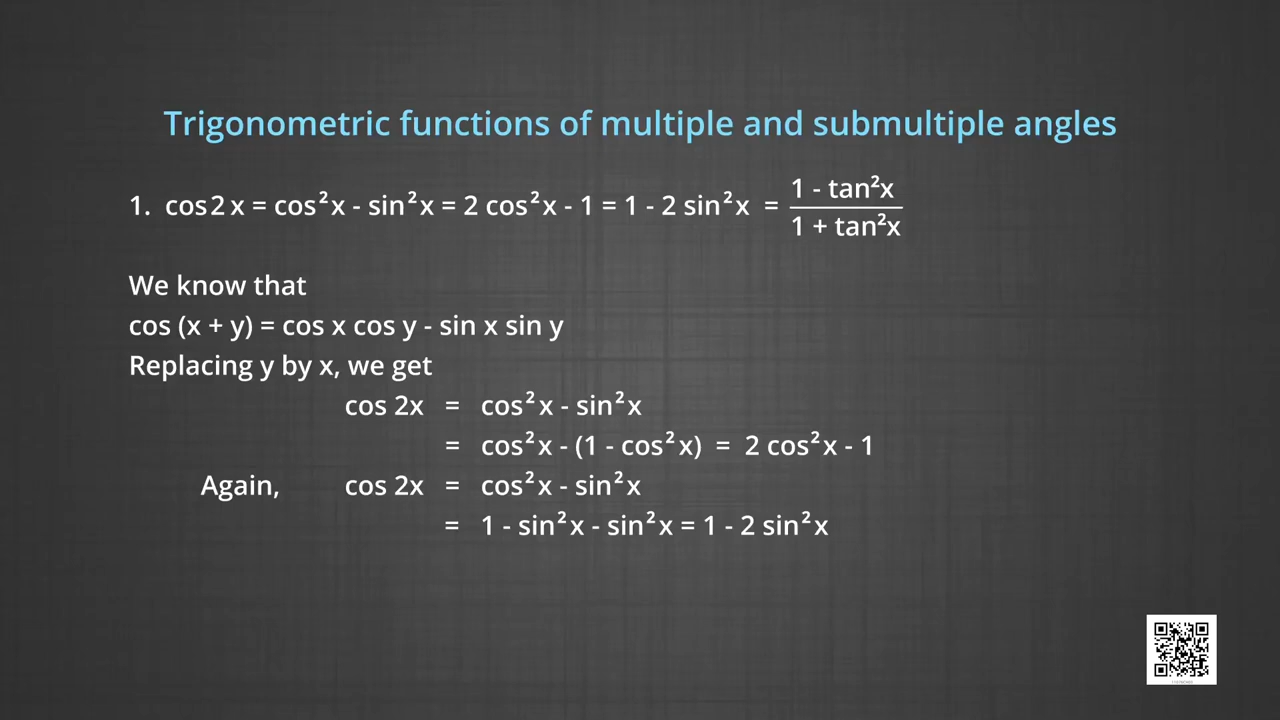 Trigonometric functions of multiple and submultiple angles
1. cos 2 x = cos²x - sin²x = 2 cos²x - 1 = 1 - 2 sin²x = (1 - tan²x)/(1 + tan²x)
We know that
cos (x + y) = cos x cos y - sin x sin y
Replacing y by x, we get
cos 2x = cos²x - sin²x
= cos²x - (1 - cos²x) = 2 cos²x - 1
Again, cos 2x = cos²x - sin²x
= 1 - sin²x - sin²x = 1 - 2 sin²x